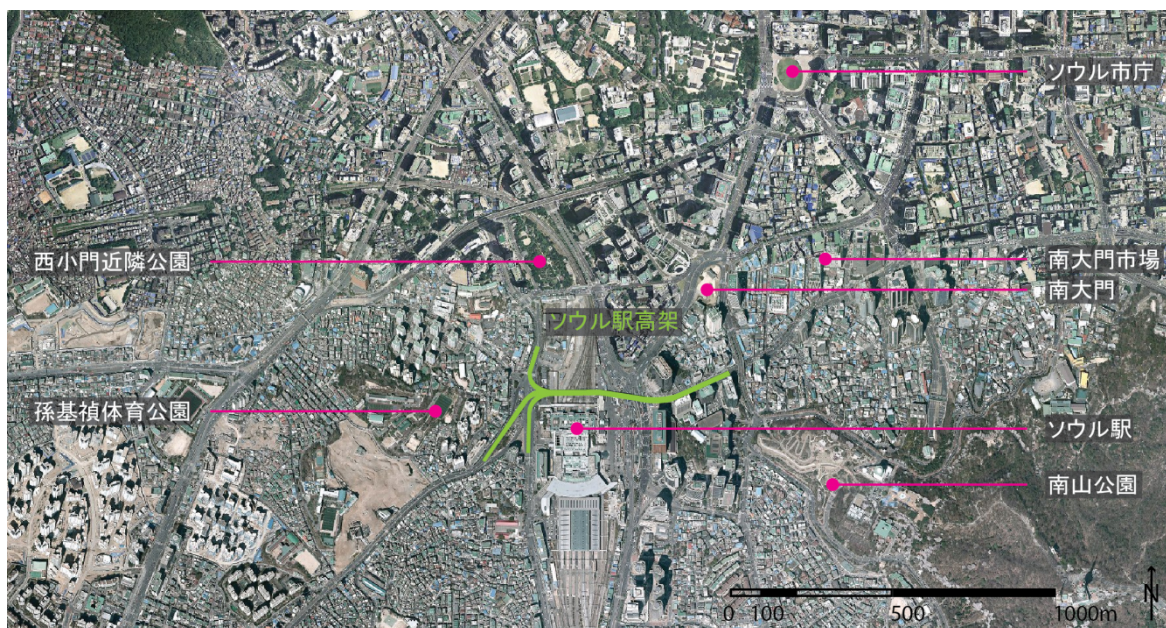 ソウル市庁
西小門近隣公園
南大門市場
南大門
ソウル駅高架
孫基禎体育公園
ソウル駅
南山公園
0 100 500 1000m
N